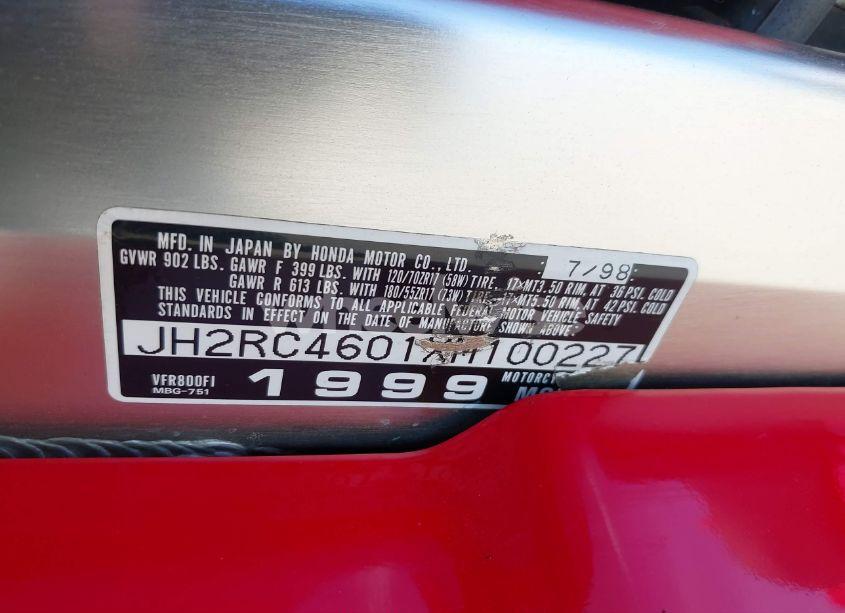 MFD. IN JAPAN BY HONDA MOTOR CO., LTD. 7/98
GVWR 902 LBS. GAWR F 399 LBS. WITH 120/70ZR17 (58W) TIRE, 17×MT3.50 RIM, AT 36 PSI. COLD
GAWR R 613 LBS. WITH 180/55ZR17 (73W) TIRE, 17×MT5.50 RIM, AT 42 PSI. COLD
THIS VEHICLE CONFORMS TO ALL APPLICABLE FEDERAL MOTOR VEHICLE SAFETY
STANDARDS IN EFFECT ON THE DATE OF MANUFACTURE SHOWN ABOVE.
JH2RC4601XM100227
VFR800FI 1999
MBG-751